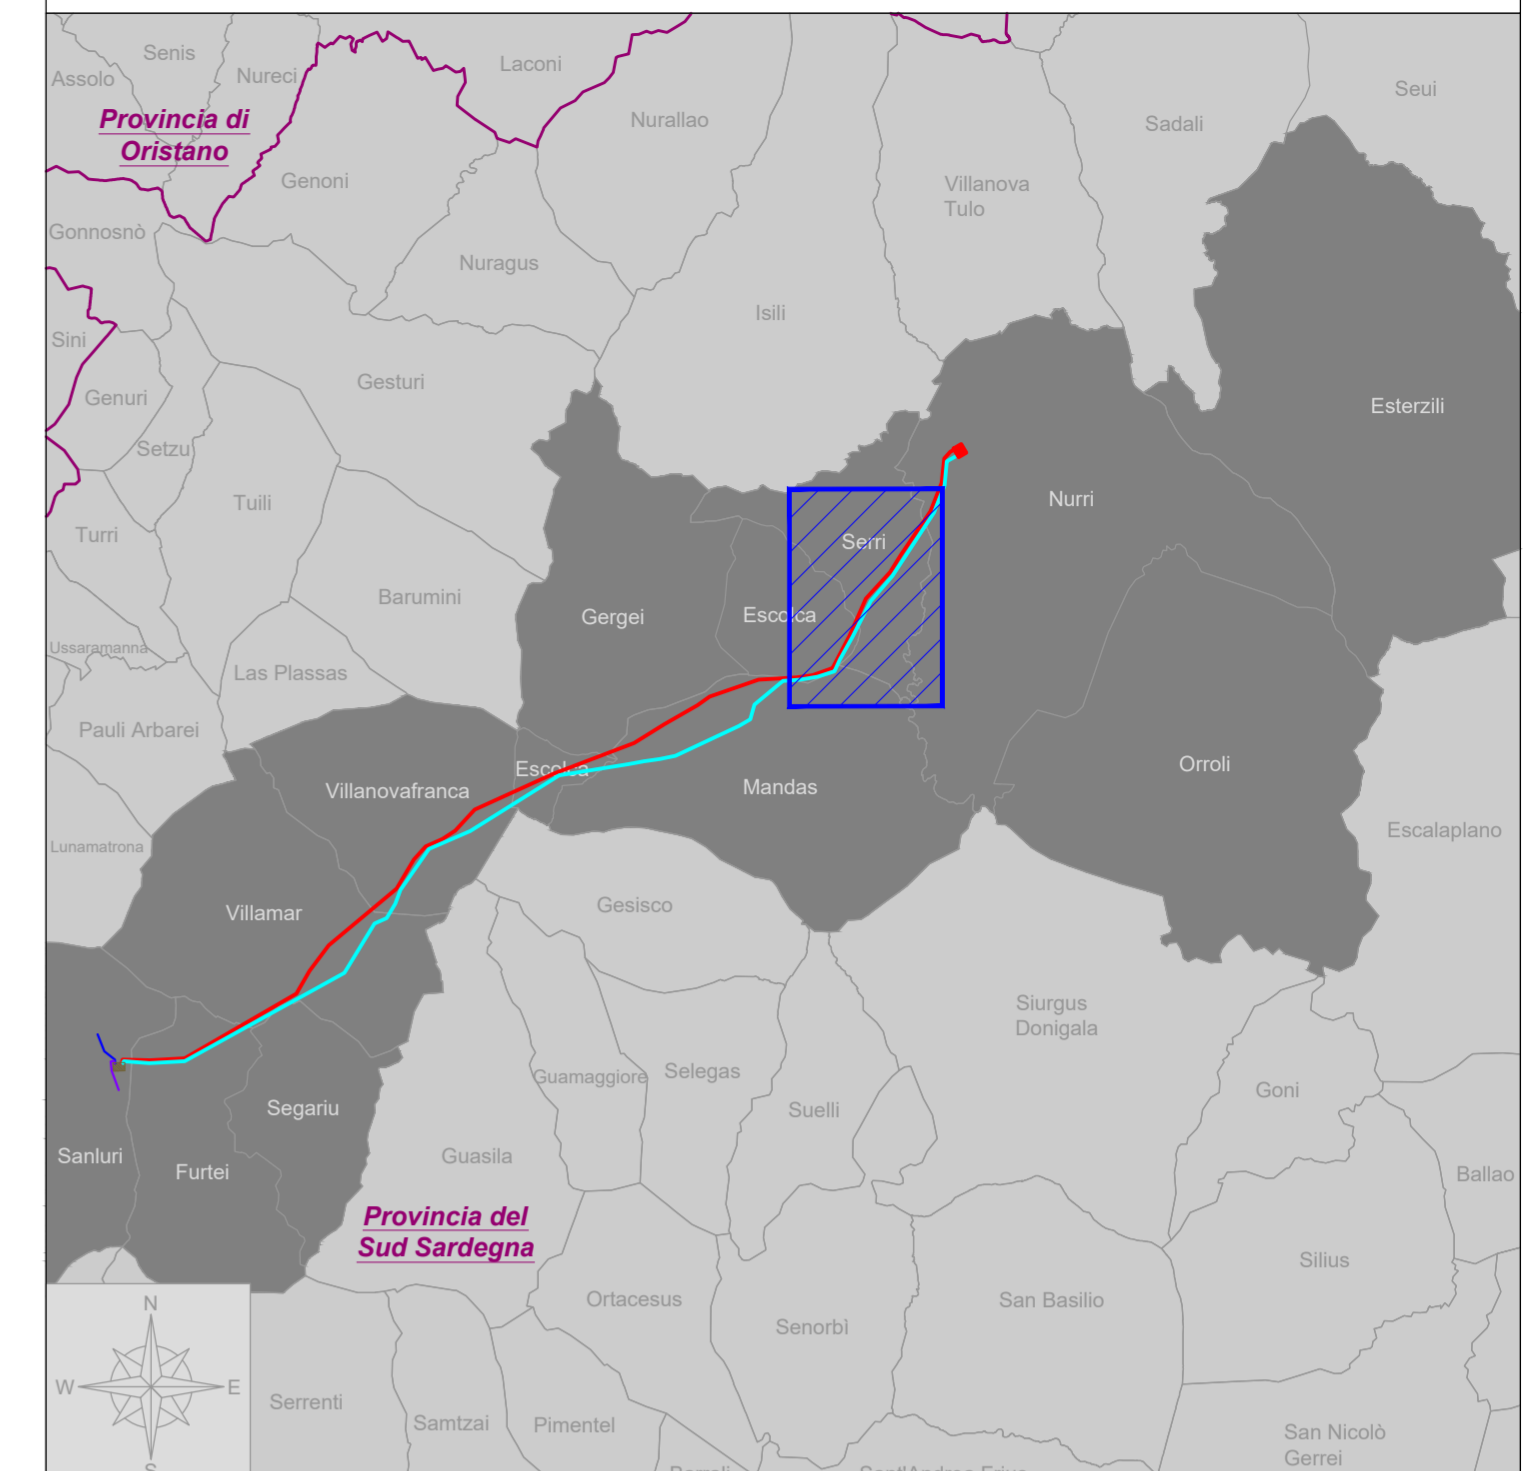 Senis
Laconi
Assolo
Nureci
Seui
Provincia di
Oristano
Nurallao
Sadali
Genoni
Villanova
Tulo
Gonnosnò
Nuragus
Isili
Sini
Gesturi
Genuri
Esterzili
Setzu
Tuili
Nurri
Turri
Serri
Barumini
Gergei
Escolca
Ussaramanna
Las Plassas
Pauli Arbarei
Escolca
Orroli
Villanovafranca
Mandas
Lunamatrona
Escalaplano
Villamar
Gesisco
Siurgus
Donigala
Guamaggiore
Selegas
Goni
Segariu
Suelli
Sanluri
Furtei
Guasila
Ballao
Provincia del
Sud Sardegna
Silius
Ortacesus
San Basilio
N
Senorbì
W
E
Serrenti
Samtzai
Pimentel
San Nicolò
Gerrei
S